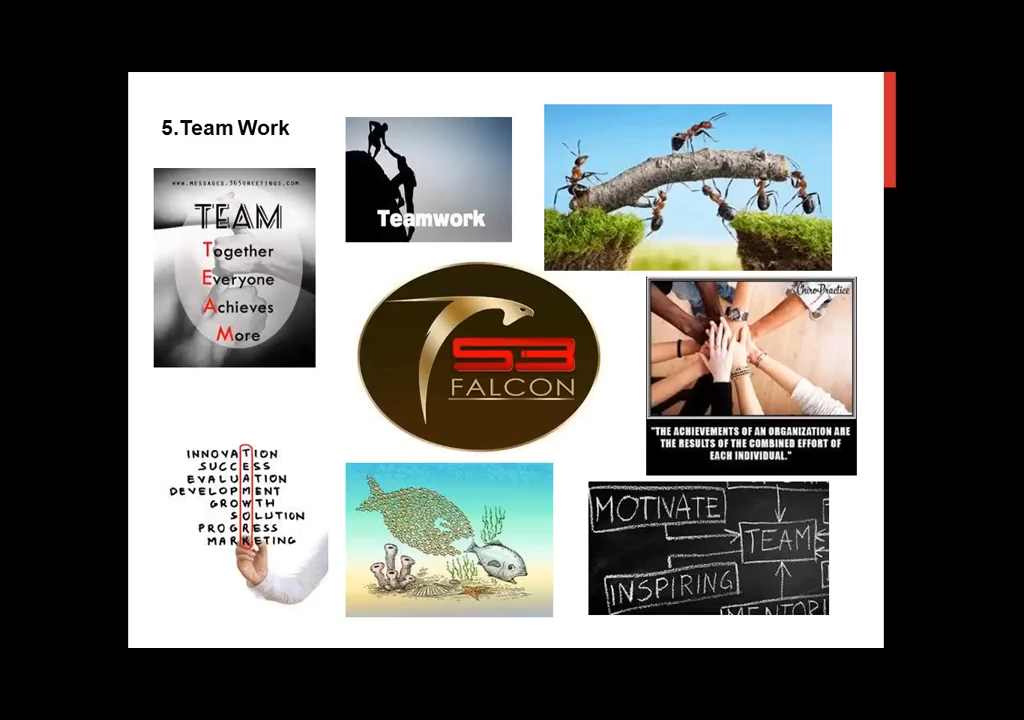 5.Team Work
WWW.MESSAGES.365GREETINGS.COM
TEAM
Together
Everyone
Achieves
More
Teamwork
S3
FALCON
ChiroPractice
"THE ACHIEVEMENTS OF AN ORGANIZATION ARE
THE RESULTS OF THE COMBINED EFFORT OF
EACH INDIVIDUAL."
INNOVATION
SUCCESS
EVALUATION
DEVELOPMENT
GROWTH
SOLUTION
PROGRESS
MARKETING
MOTIVATE
TEAM
INSPIRING